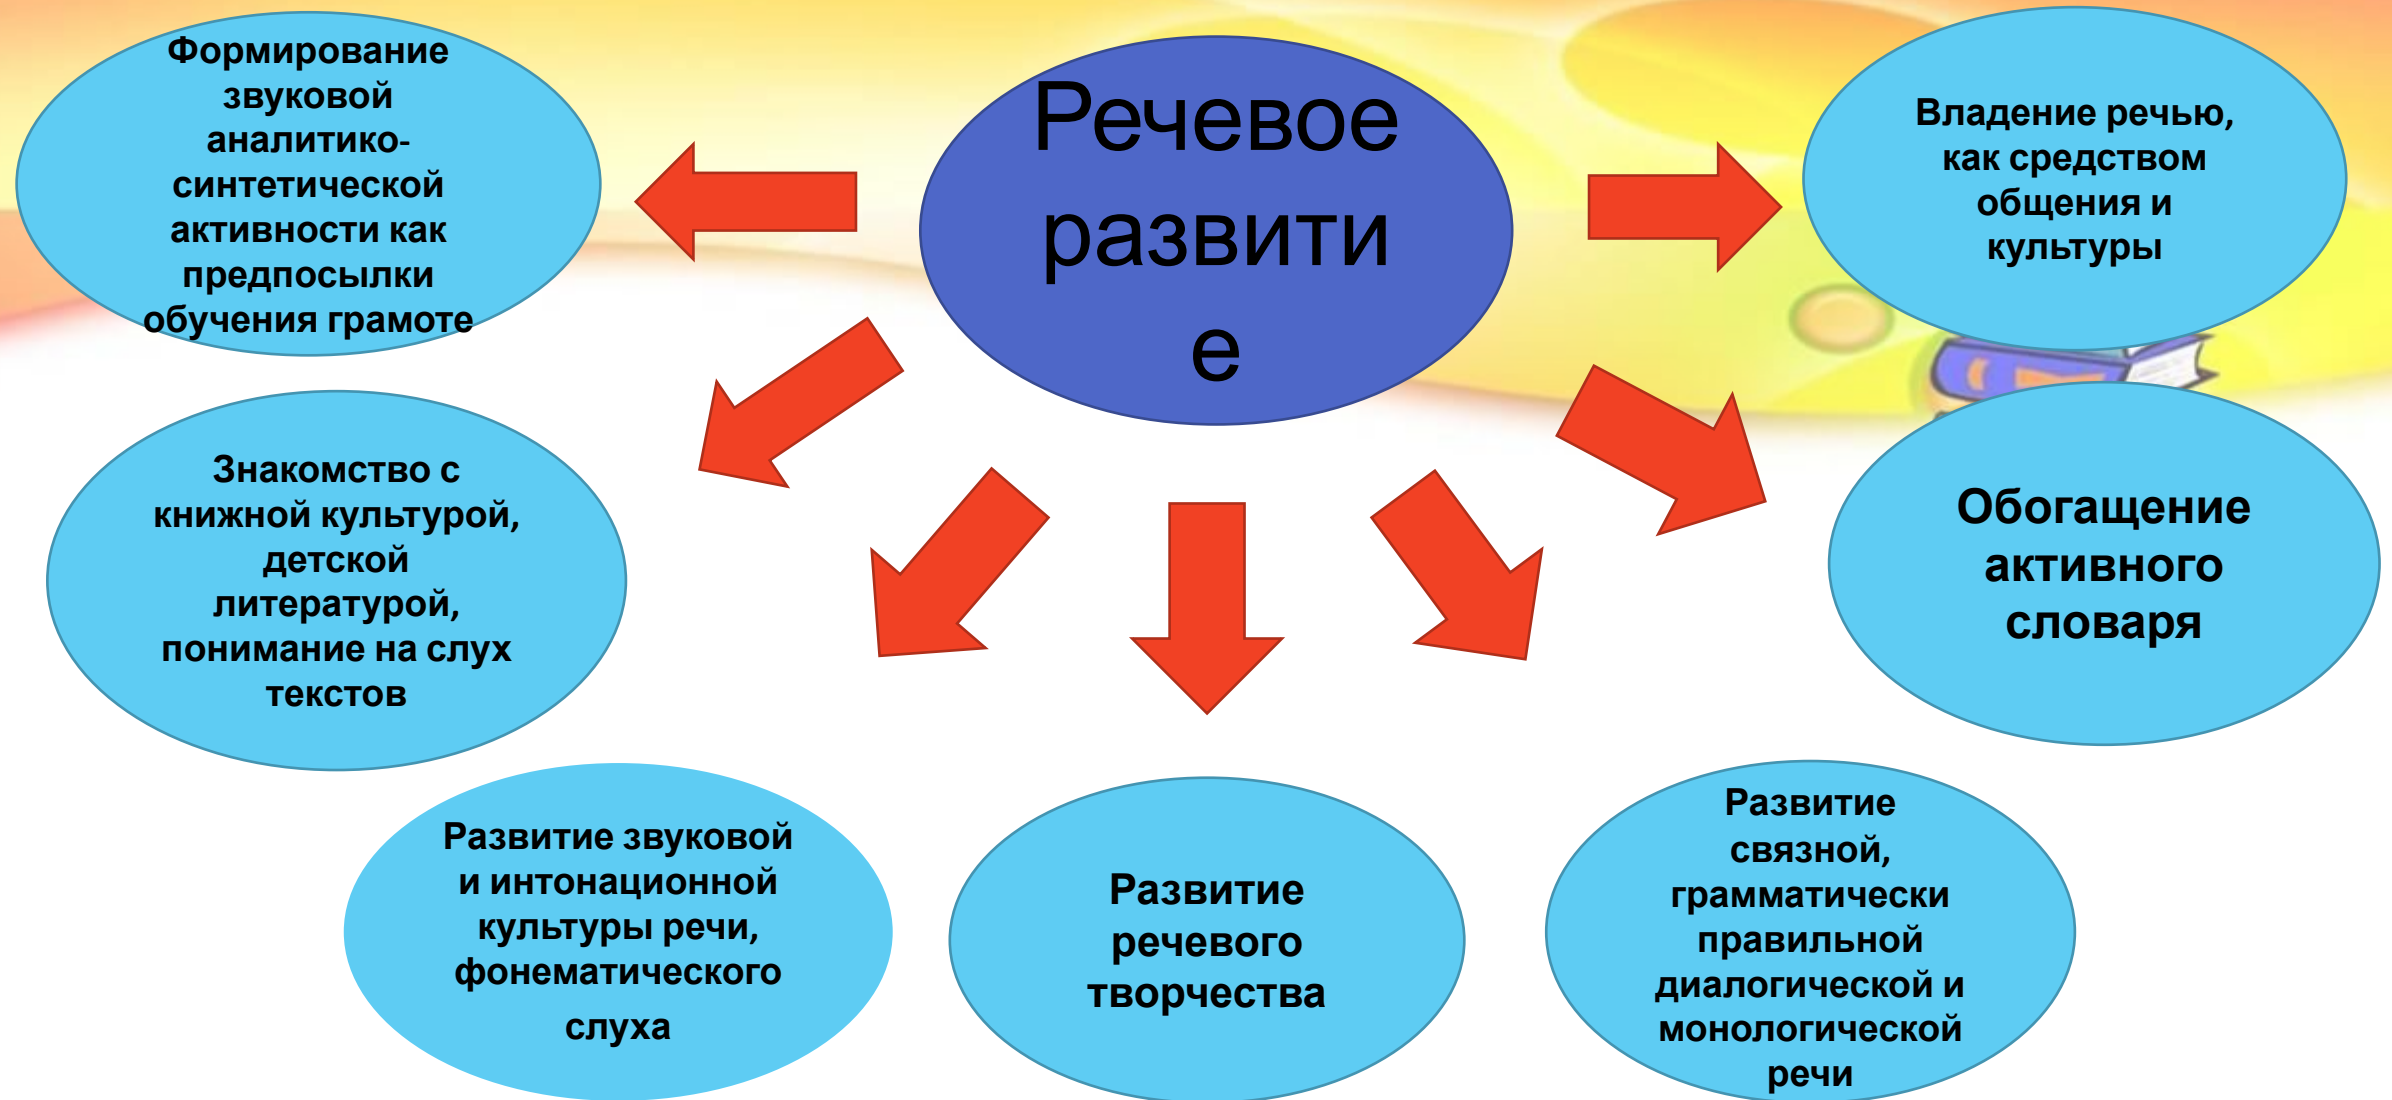 Формирование
звуковой
аналитико-
синтетической
активности как
предпосылки
обучения грамоте
Речевое
развити
е
Владение речью,
как средством
общения и
культуры
Знакомство с
книжной культурой,
детской
литературой,
понимание на слух
текстов
Обогащение
активного
словаря
Развитие звуковой
и интонационной
культуры речи,
фонематического
слуха
Развитие
речевого
творчества
Развитие
связной,
грамматически
правильной
диалогической и
монологической
речи